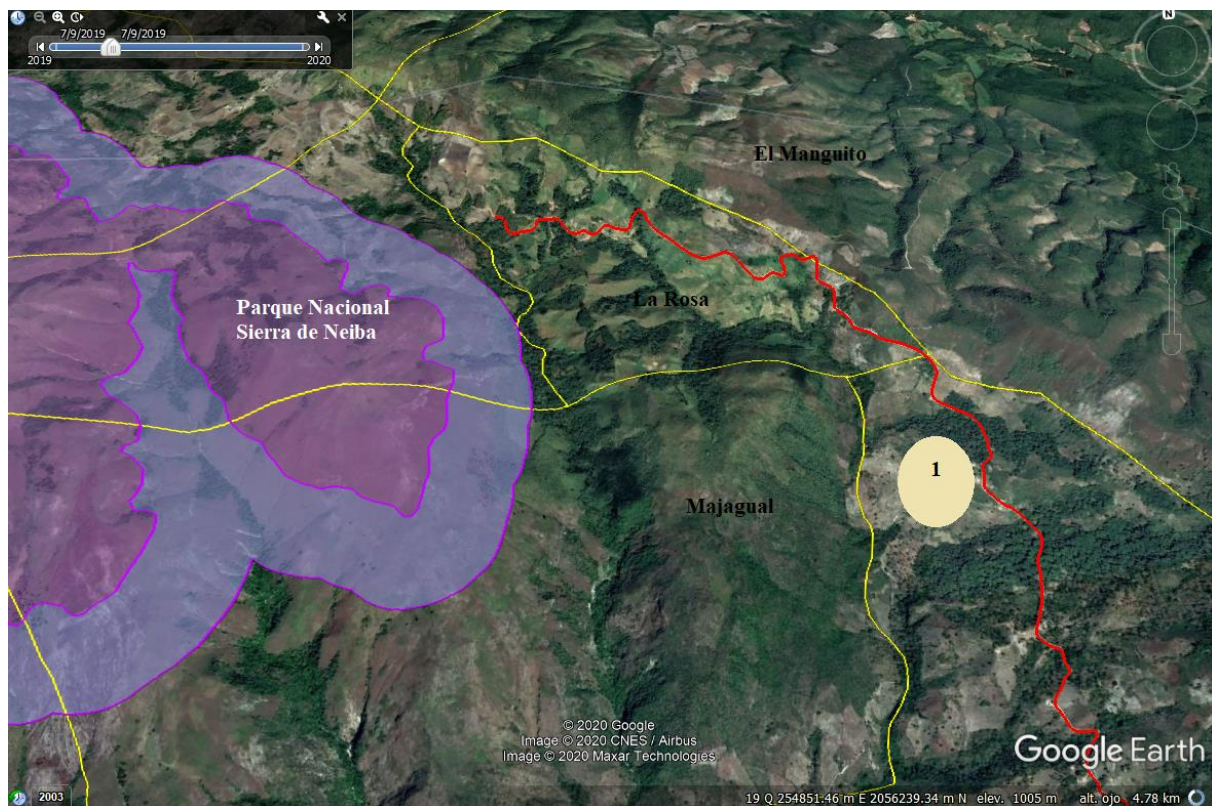 7/9/2019 7/9/2019
2019 2020
N
El Manguito
Parque Nacional
Sierra de Neiba
La Rosa
1
Majagual
© 2020 Google
Image © 2020 CNES / Airbus
Image © 2020 Maxar Technologies
Google Earth
2003
19 Q 254851.46 m E 2056239.34 m N elev. 1005 m alt. ojo 4.78 km